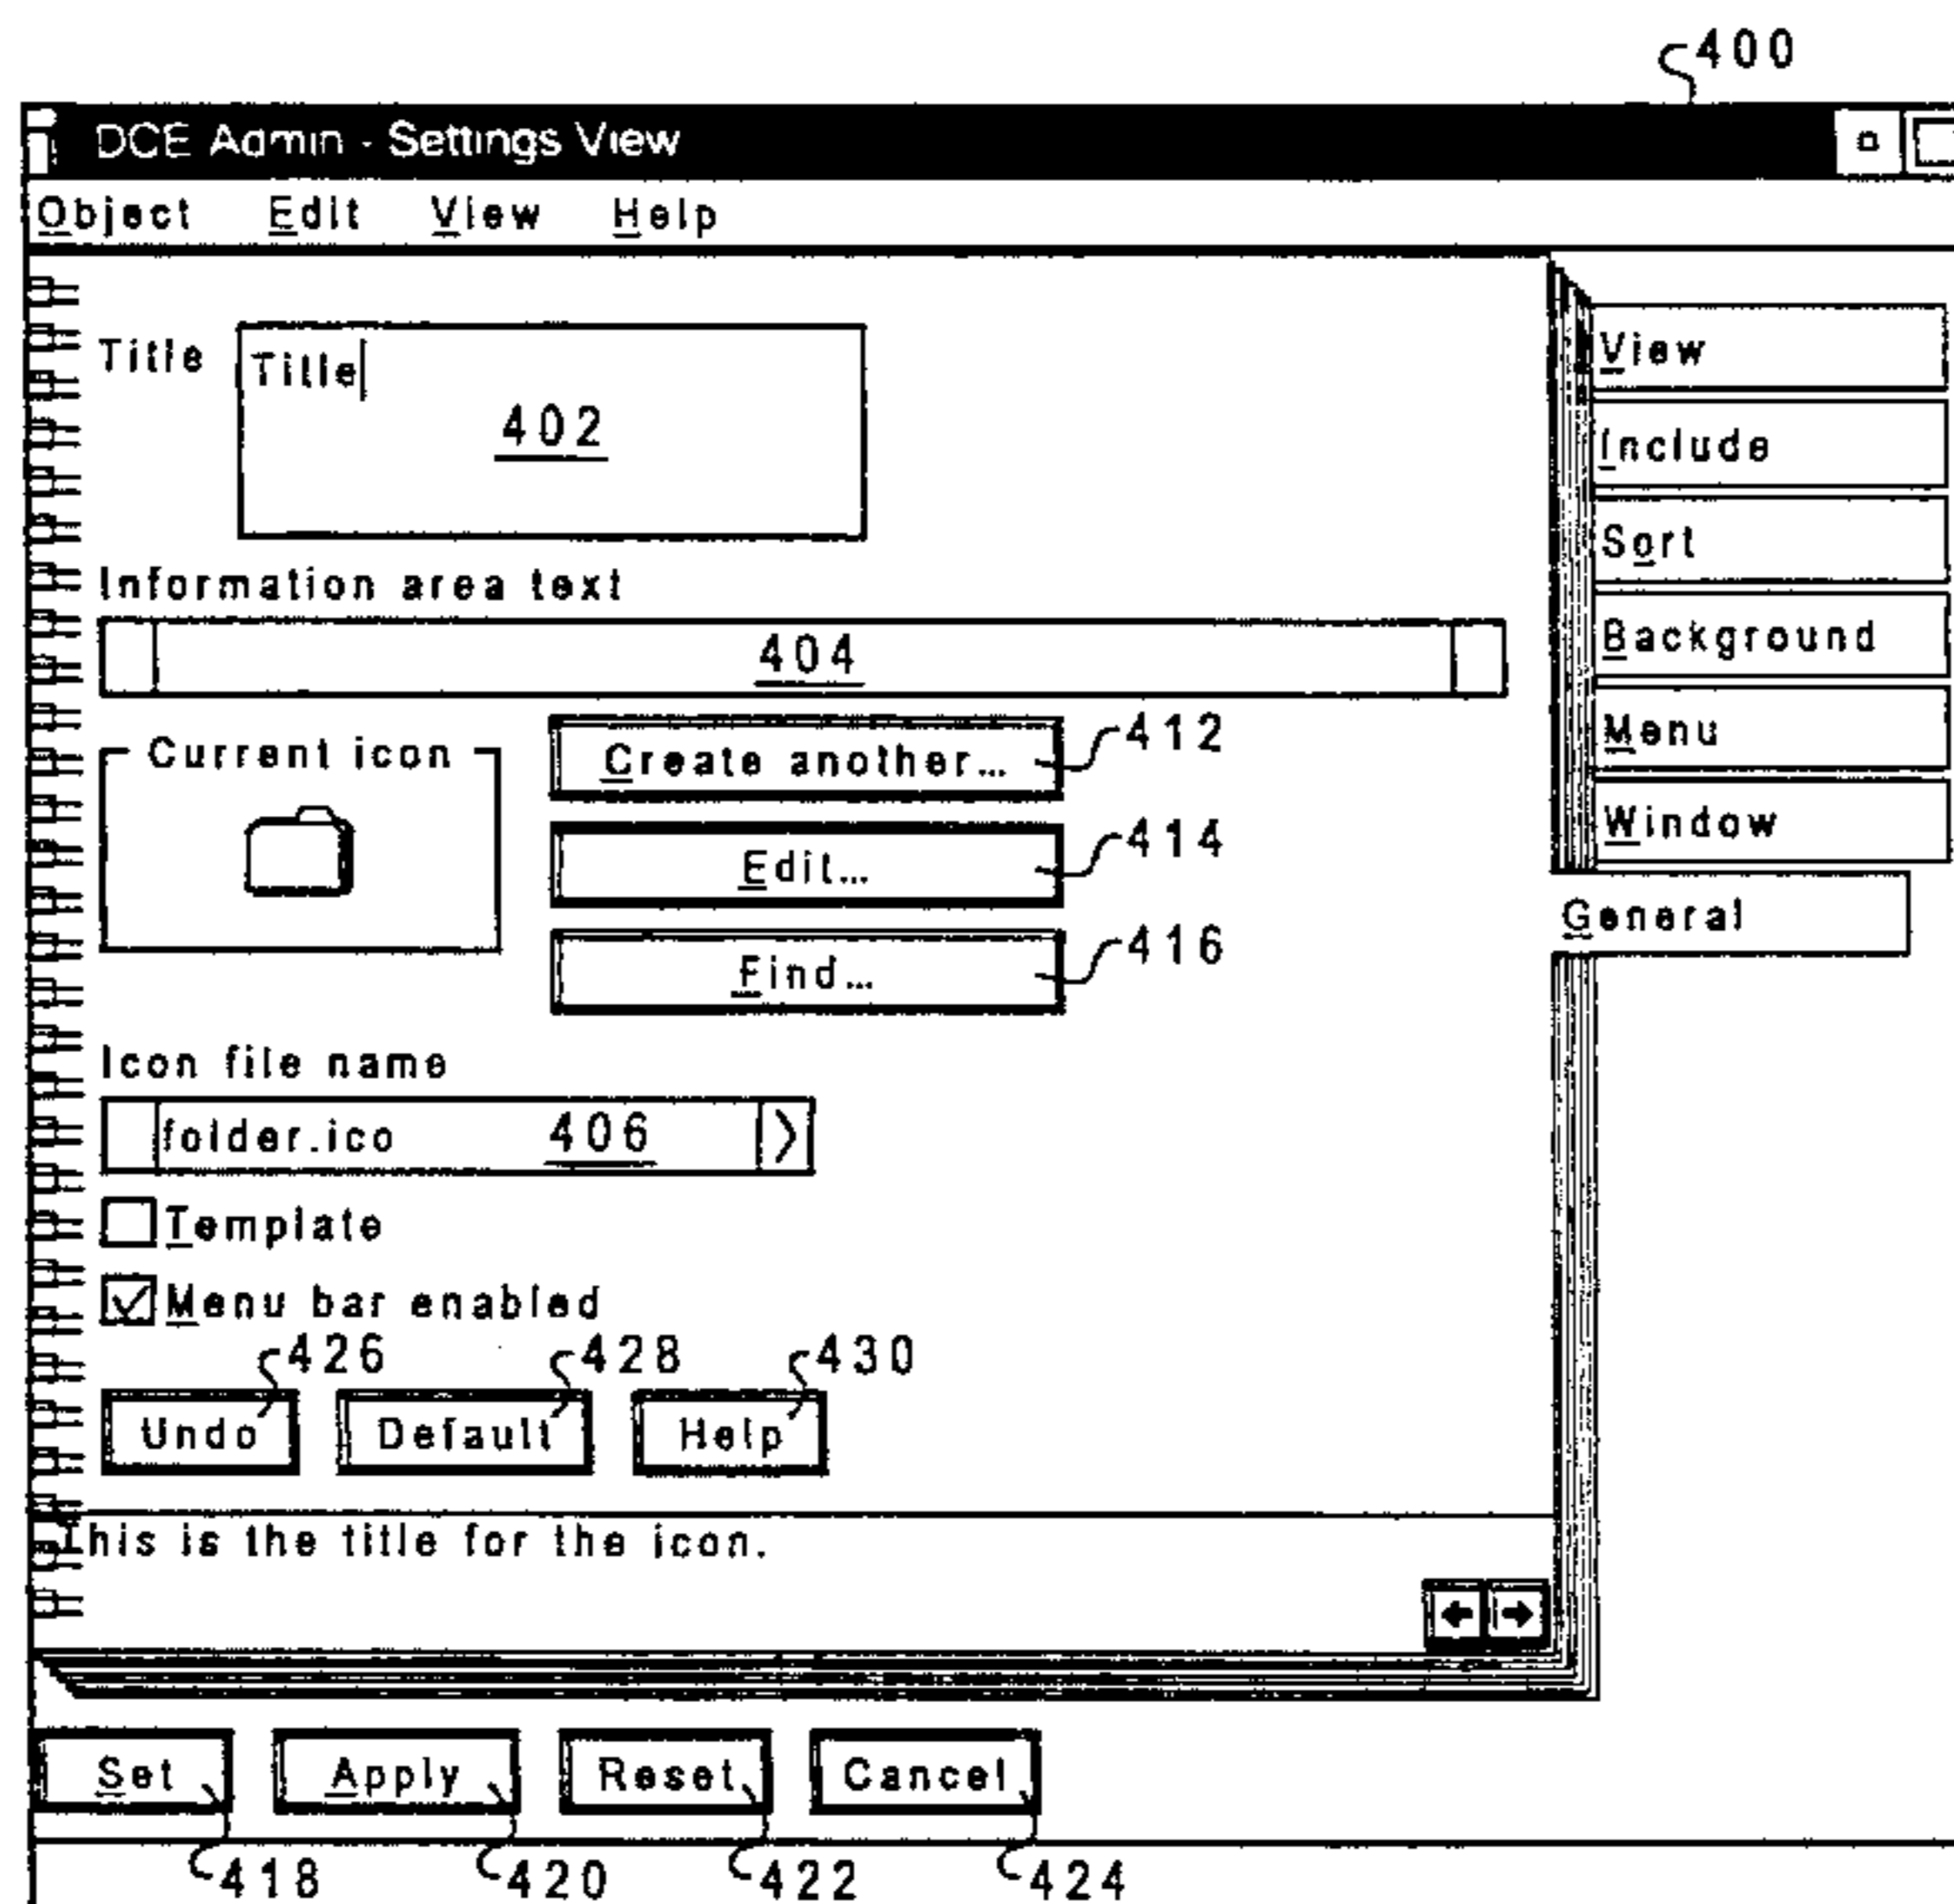 400
DCE Admin - Settings View
Object Edit View Help
Title Title
402
View
Include
Sort
Background
Menu
Window
General
Information area text
404
Current icon
Create another... 412
Edit... 414
Find... 416
Icon file name
folder.ico 406
Template
Menu bar enabled
426 428 430
Undo Default Help
This is the title for the icon.
Set Apply Reset Cancel
418 420 422 424